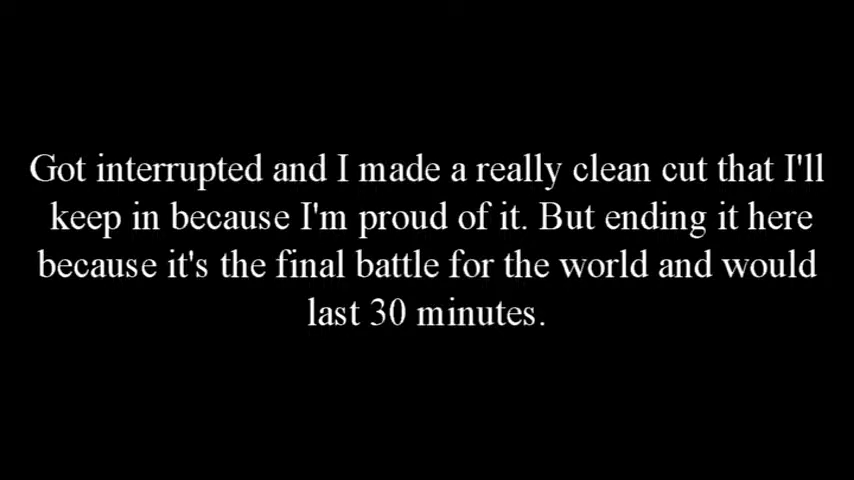 Got interrupted and I made a really clean cut that I'll
keep in because I'm proud of it. But ending it here
because it's the final battle for the world and would
last 30 minutes.